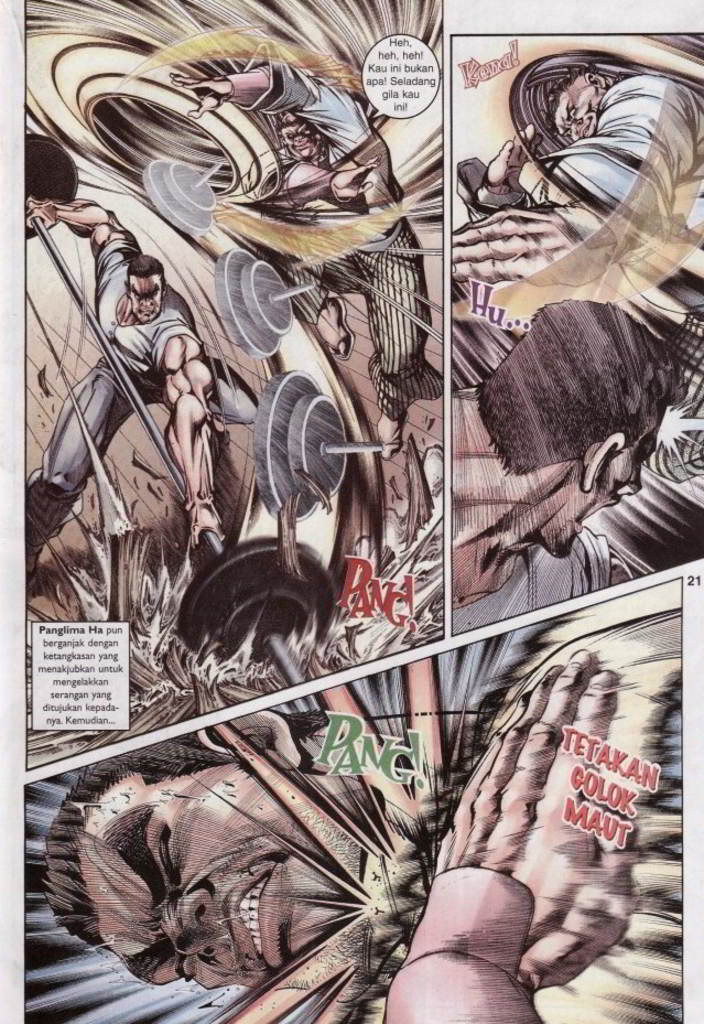 Heh,
heh, heh!
Kau ini bukan
apa! Seladang
gila kau
ini!
Kena!
Hu...
PANG!
Panglima Ha pun
berganjak dengan
ketangkasan yang
menakjubkan untuk
mengelakkan
serangan yang
ditujukan kepada-
nya. Kemudian...
21
PANG!
TETAKAN
GOLOK
MAUT